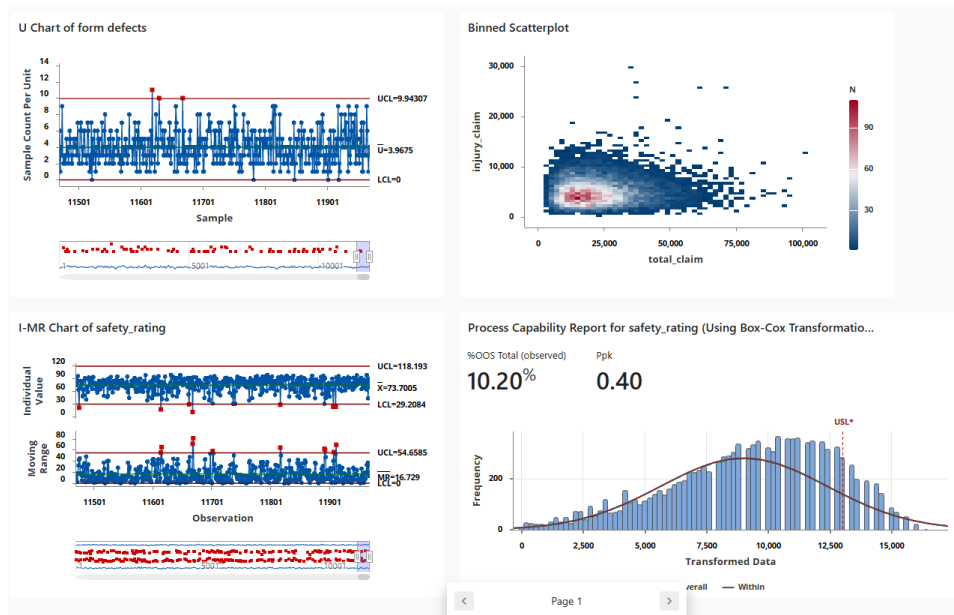 U Chart of form defects
Sample Count Per Unit
14
12
10
8
6
4
2
0
UCL=9.94307
U=3.9675
LCL=0
11501 11601 11701 11801 11901
Sample
1 5001 10001
Binned Scatterplot
injury_claim
30,000
20,000
10,000
0
0 25,000 50,000 75,000 100,000
total_claim
N
90
60
30
I-MR Chart of safety_rating
Individual
Value
120
90
60
30
0
UCL=118.193
X=73.7005
LCL=29.2084
Moving
Range
80
60
40
20
0
UCL=54.6585
MR=16.729
LCL=0
11501 11601 11701 11801 11901
Observation
1 5001 10001
Process Capability Report for safety_rating (Using Box-Cox Transformatio...
%OOS Total (observed) Ppk
10.20% 0.40
USL*
Frequency
200
0
0 2,500 5,000 7,500 10,000 12,500 15,000
Transformed Data
verall Within
Page 1